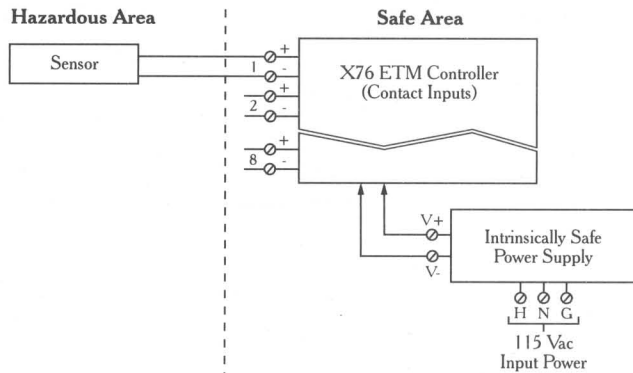 Hazardous Area
Safe Area
Sensor
1
+
-
2
+
-
8
+
-
X76 ETM Controller
(Contact Inputs)
V+
V-
Intrinsically Safe
Power Supply
H N G
115 Vac
Input Power